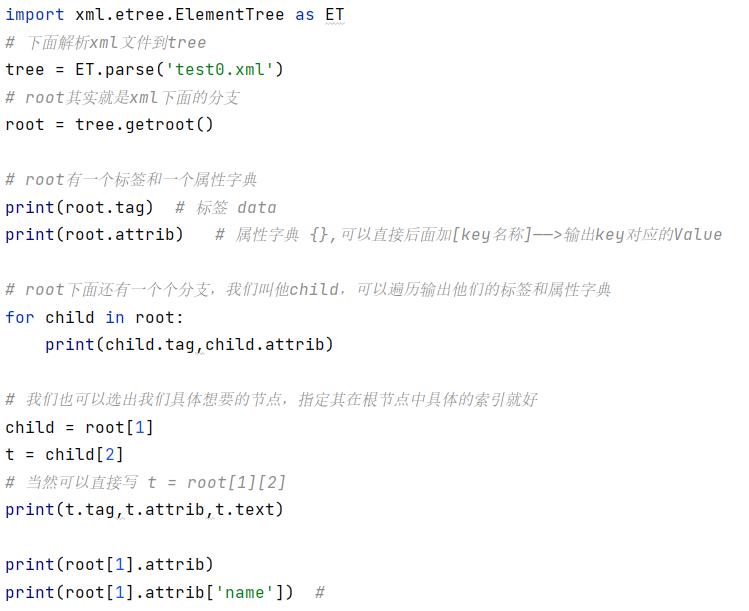 import xml.etree.ElementTree as ET
# 下面解析xml文件到tree
tree = ET.parse('test0.xml')
# root其实就是xml下面的分支
root = tree.getroot()
# root有一个标签和一个属性字典
print(root.tag)  # 标签 data
print(root.attrib)   # 属性字典 {},可以直接后面加[key名称]——>输出key对应的Value
# root下面还有一个个分支，我们叫他child，可以遍历输出他们的标签和属性字典
for child in root:
    print(child.tag,child.attrib)
# 我们也可以选出我们具体想要的节点，指定其在根节点中具体的索引就好
child = root[1]
t = child[2]
# 当然可以直接写 t = root[1][2]
print(t.tag,t.attrib,t.text)
print(root[1].attrib)
print(root[1].attrib['name'])  #